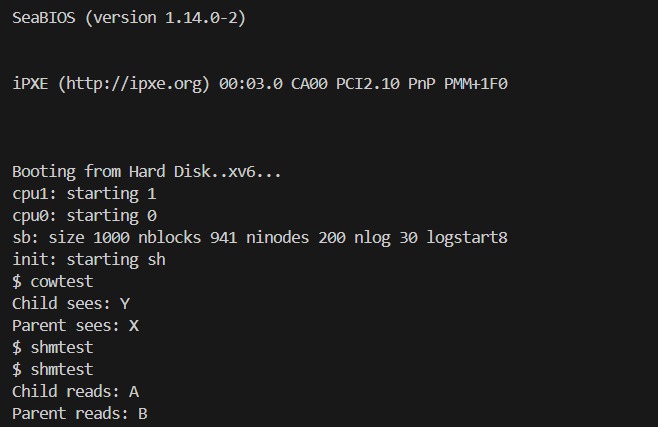 SeaBIOS (version 1.14.0-2)
iPXE (http://ipxe.org) 00:03.0 CA00 PCI2.10 PnP PMM+1F0
Booting from Hard Disk..xv6...
cpu1: starting 1
cpu0: starting 0
sb: size 1000 nblocks 941 ninodes 200 nlog 30 logstart8
init: starting sh
$ cowtest
Child sees: Y
Parent sees: X
$ shmtest
$ shmtest
Child reads: A
Parent reads: B